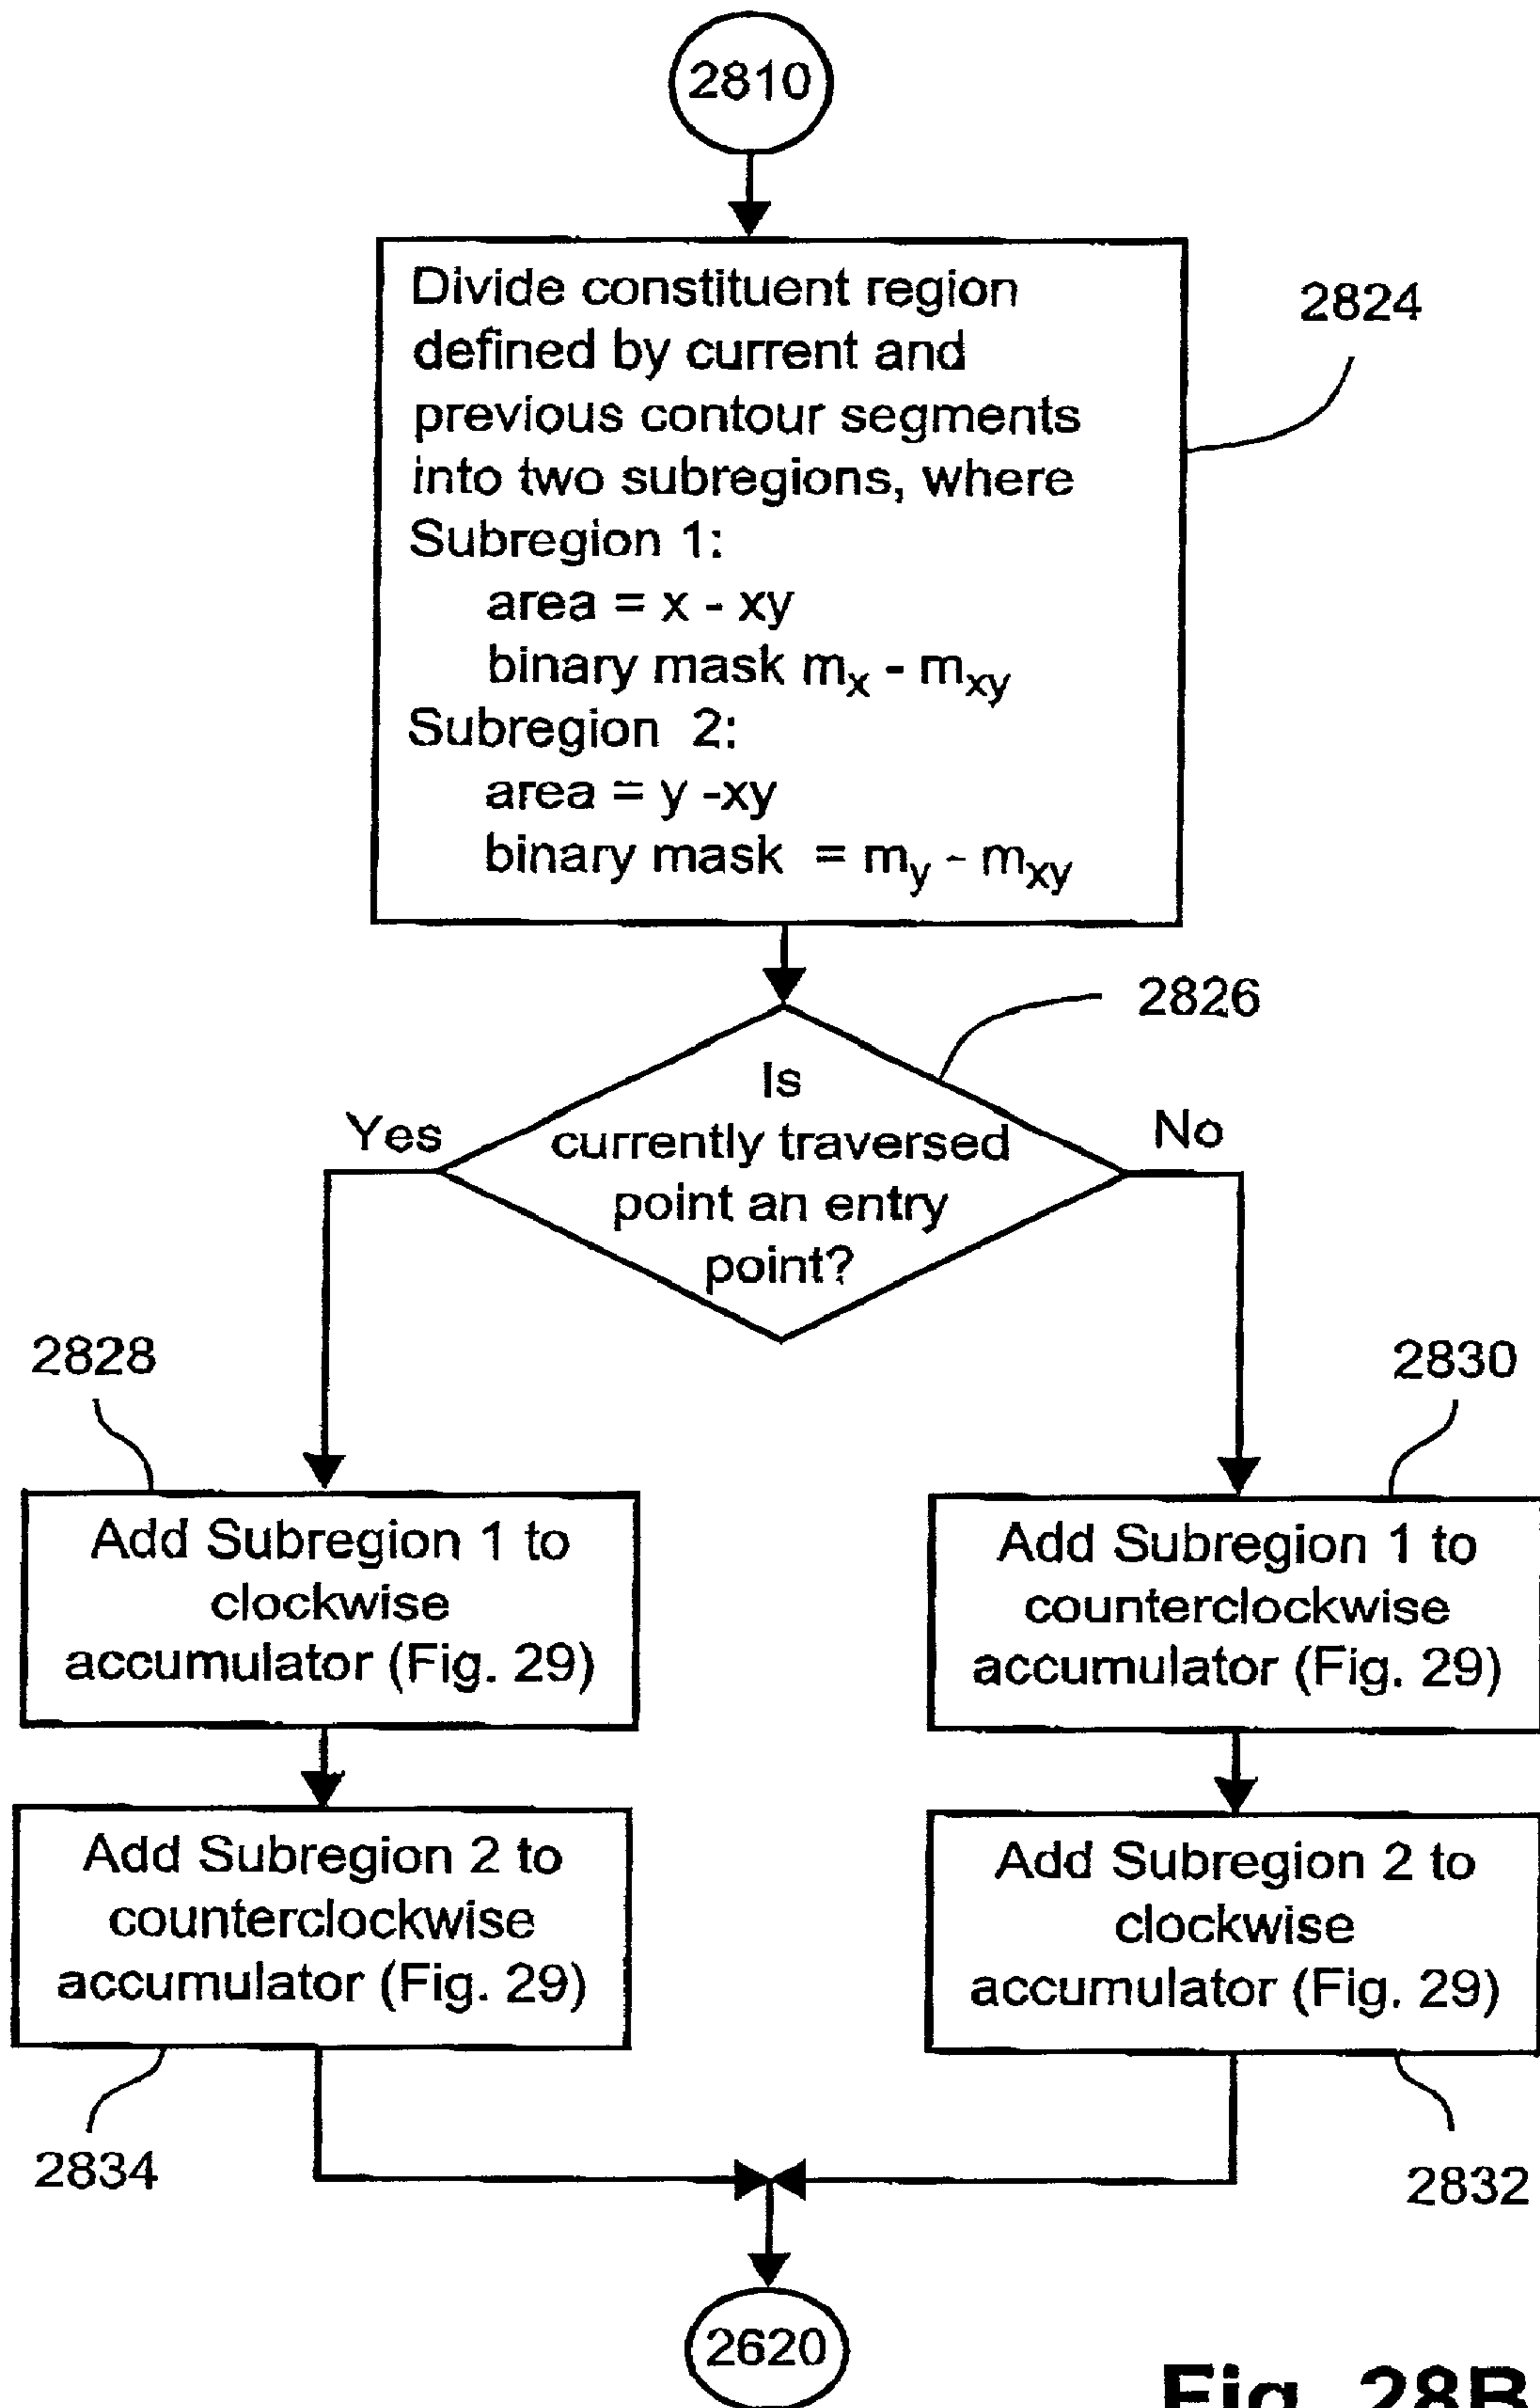 2810
Divide constituent region
defined by current and
previous contour segments
into two subregions, where
Subregion 1:
area = x - xy
binary mask mx - mxy
Subregion 2:
area = y -xy
binary mask = my - mxy
2824
2826
Is
currently traversed
point an entry
point?
Yes
No
2828
2830
Add Subregion 1 to
clockwise
accumulator (Fig. 29)
Add Subregion 1 to
counterclockwise
accumulator (Fig. 29)
Add Subregion 2 to
counterclockwise
accumulator (Fig. 29)
Add Subregion 2 to
clockwise
accumulator (Fig. 29)
2834
2832
2620
Fig. 28B